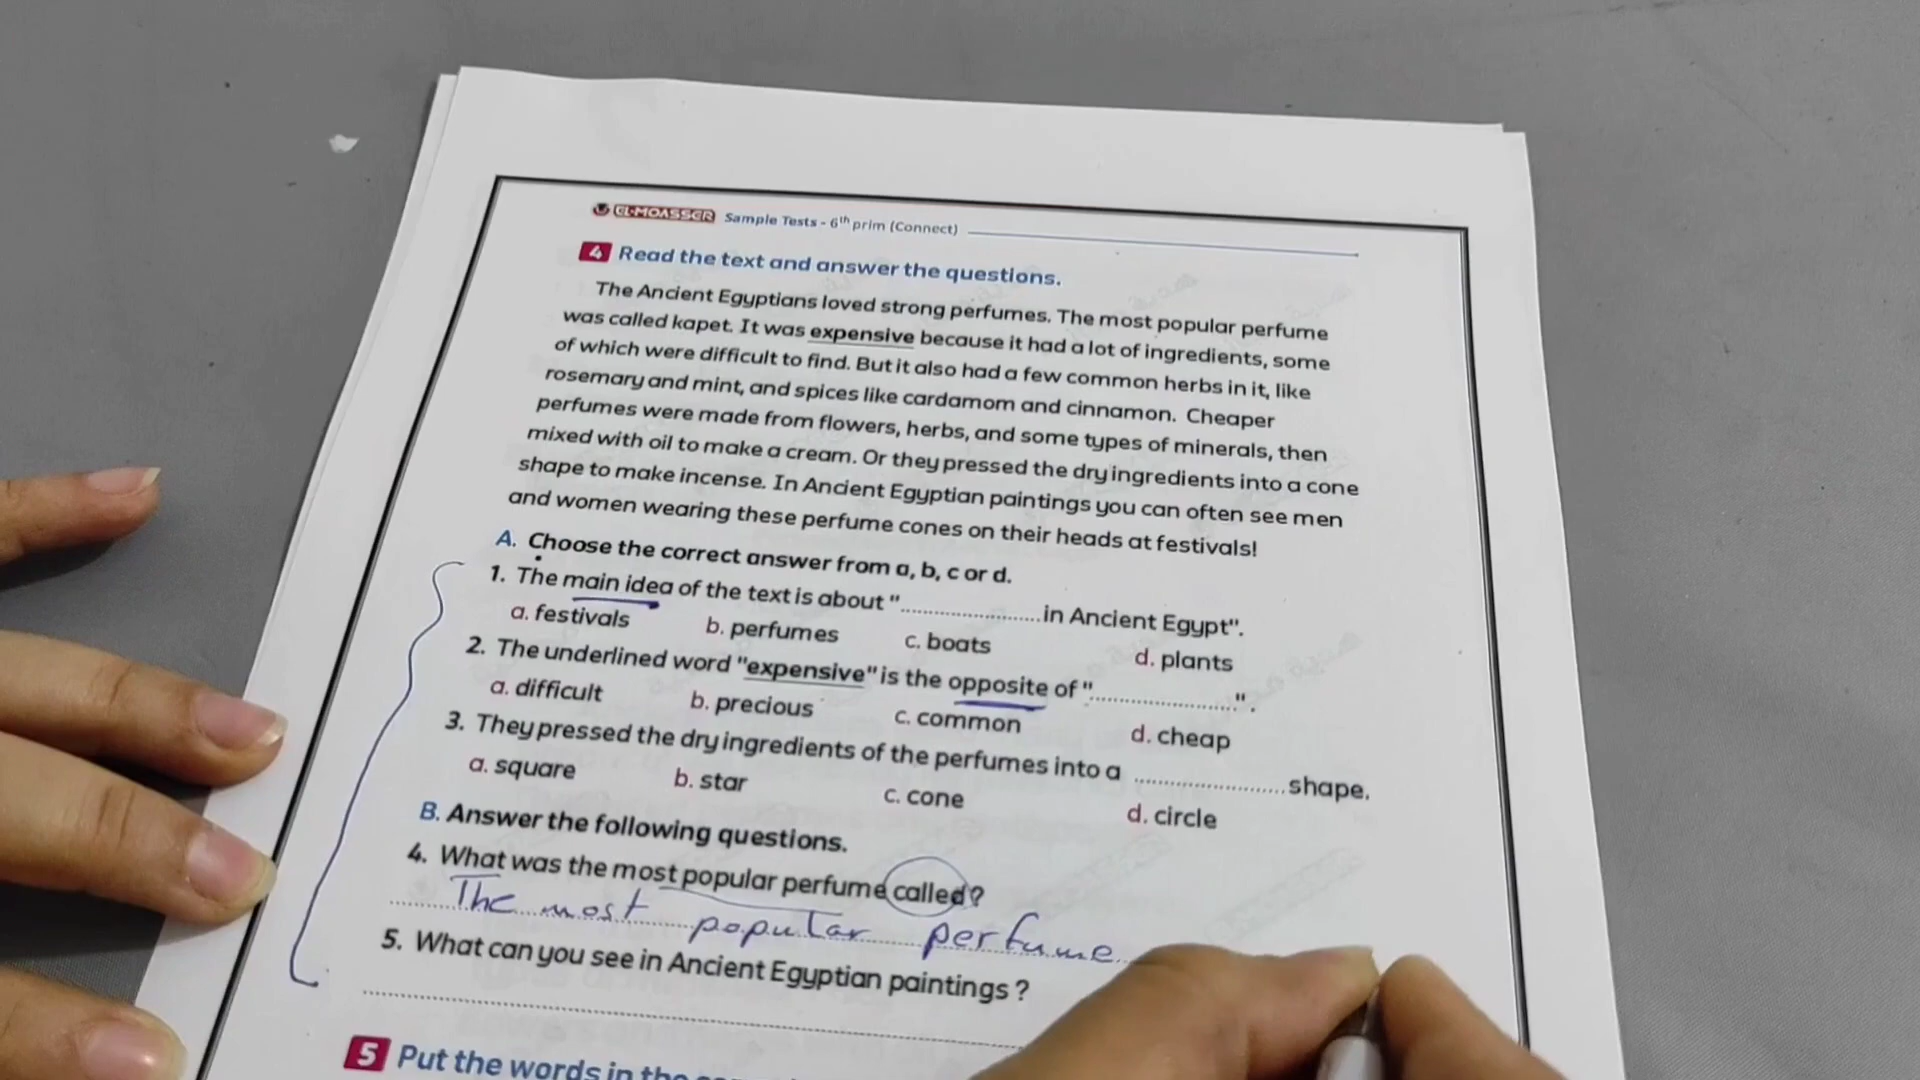 EL-MOASSER Sample Tests - 6th prim (Connect)
4 Read the text and answer the questions.
The Ancient Egyptians loved strong perfumes. The most popular perfume
was called kapet. It was expensive because it had a lot of ingredients, some
of which were difficult to find. But it also had a few common herbs in it, like
rosemary and mint, and spices like cardamom and cinnamon. Cheaper
perfumes were made from flowers, herbs, and some types of minerals, then
mixed with oil to make a cream. Or they pressed the dry ingredients into a cone
shape to make incense. In Ancient Egyptian paintings you can often see men
and women wearing these perfume cones on their heads at festivals!
A. Choose the correct answer from a, b, c or d.
1. The main idea of the text is about "........................in Ancient Egypt".
a. festivals b. perfumes c. boats d. plants
2. The underlined word "expensive" is the opposite of "........................".
a. difficult b. precious c. common d. cheap
3. They pressed the dry ingredients of the perfumes into a ........................shape.
a. square b. star c. cone d. circle
B. Answer the following questions.
4. What was the most popular perfume called?
The most popular perfume
5. What can you see in Ancient Egyptian paintings ?
5 Put the words in the